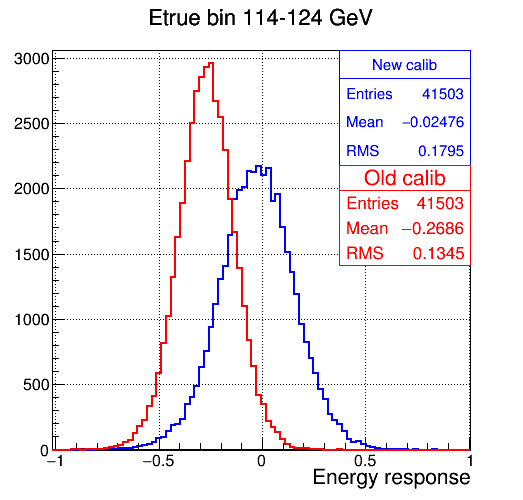 Etrue bin 114-124 GeV
New calib
Entries 41503
Mean −0.02476
RMS 0.1795
Old calib
Entries 41503
Mean −0.2686
RMS 0.1345
3000
2500
2000
1500
1000
500
0
−1 −0.5 0 0.5 1
Energy response